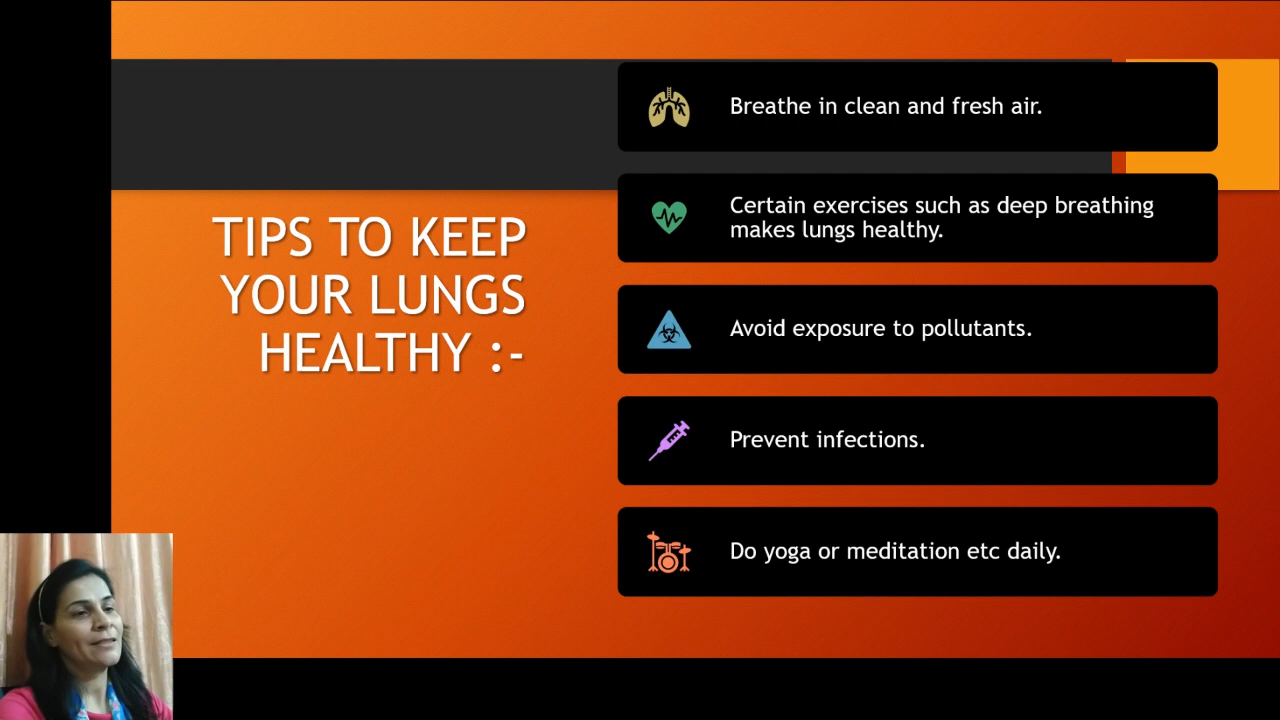 TIPS TO KEEP
YOUR LUNGS
HEALTHY :-
Breathe in clean and fresh air.
Certain exercises such as deep breathing
makes lungs healthy.
Avoid exposure to pollutants.
Prevent infections.
Do yoga or meditation etc daily.